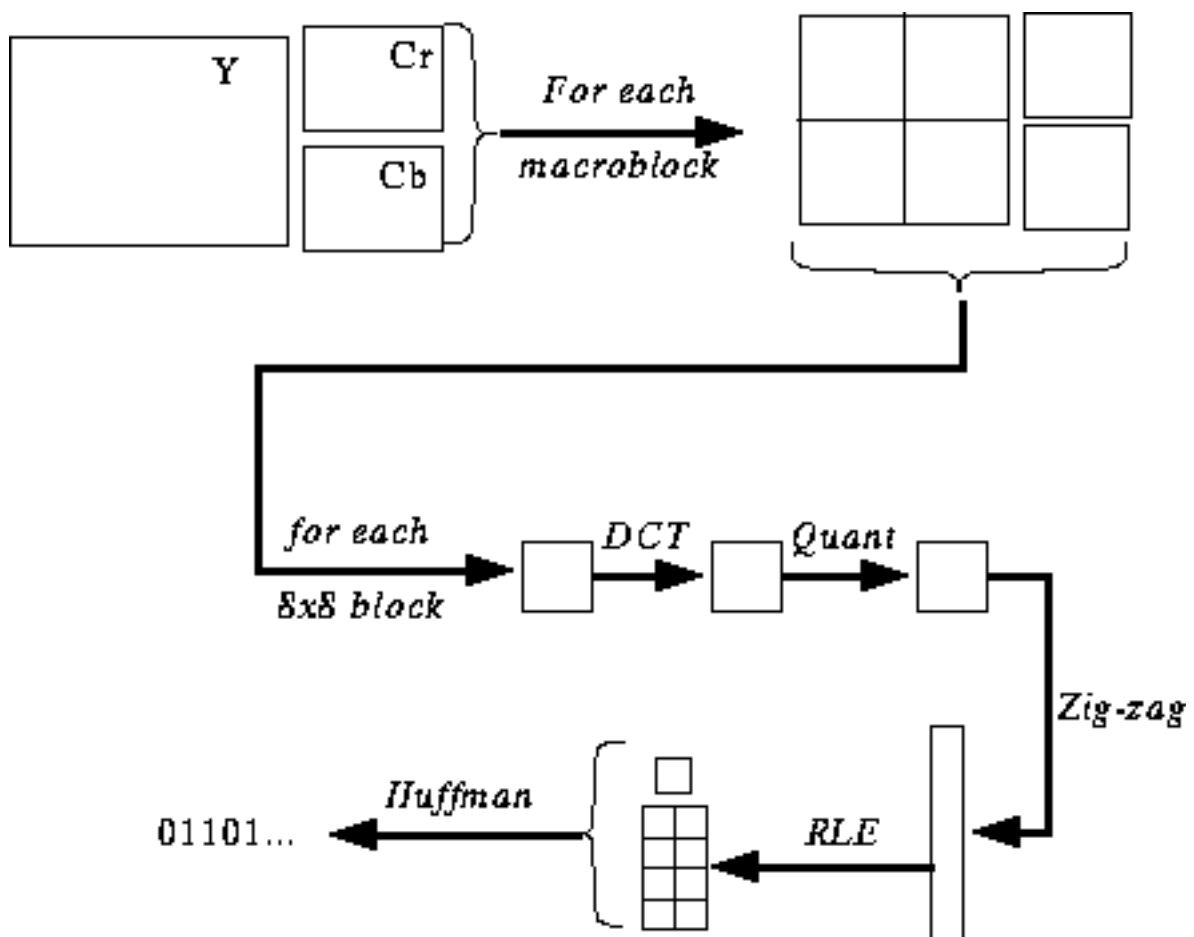 Y
Cr
Cb
For each
macroblock
for each
8x8 block
DCT
Quant
Zig-zag
RLE
Huffman
01101...